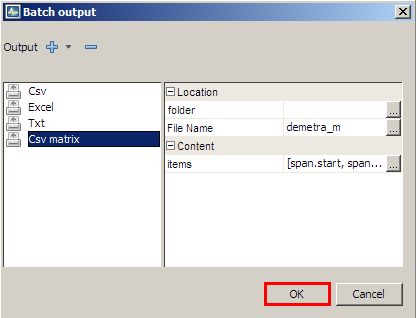 Batch output
Output
Csv
Excel
Txt
Csv matrix
Location
folder ...
File Name demetra_m ...
Content
items [span.start, span... ...
OK Cancel